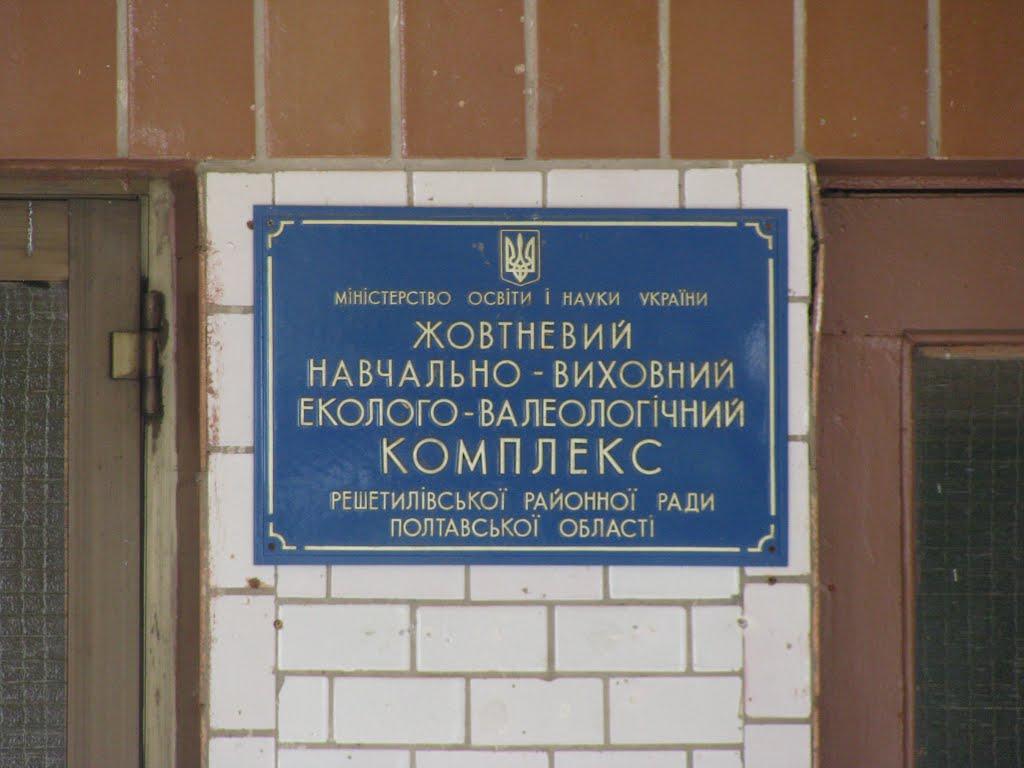 МІНІСТЕРСТВО ОСВІТИ І НАУКИ УКРАЇНИ
ЖОВТНЕВИЙ
НАВЧАЛЬНО - ВИХОВНИЙ
ЕКОЛОГО-ВАЛЕОЛОГІЧНИЙ
КОМПЛЕКС
РЕШЕТИЛІВСЬКОЇ РАЙОННОЇ РАДИ
ПОЛТАВСЬКОЇ ОБЛАСТІ